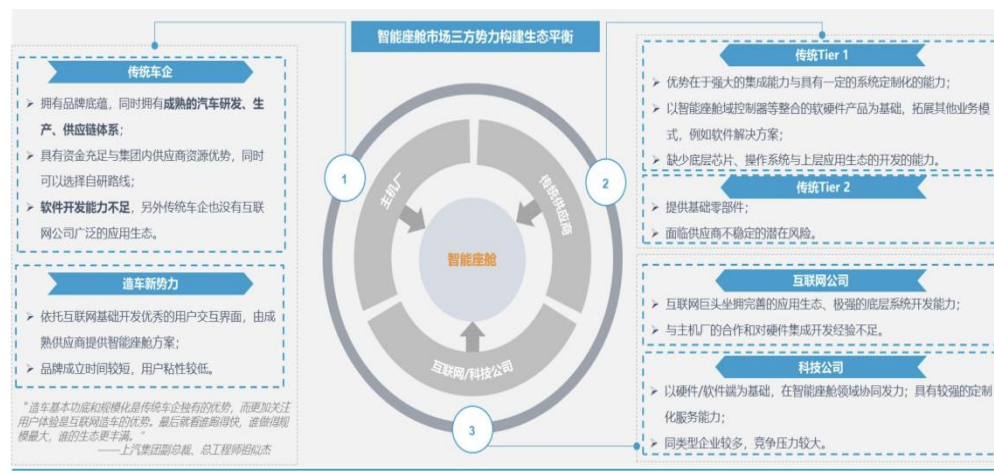 智能座舱市场三方势力构建生态平衡
传统车企
➢ 拥有品牌底蕴，同时拥有成熟的汽车研发、生
产、供应链体系；
➢ 具有资金充足与集团内供应商资源优势，同时
可以选择自研路线；
➢ 软件开发能力不足，另外传统车企也没有互联
网公司广泛的应用生态。
造车新势力
➢ 依托互联网基础开发优秀的用户交互界面，由成
熟供应商提供智能座舱方案；
➢ 品牌成立时间较短，用户粘性较低。
“造车基本功底和规模化是传统车企独有的优势，而更加关注
用户体验是互联网造车的优势。最后就看谁跑得快，谁做得规
模最大，谁的生态更丰满。”
——上汽集团副总裁、总工程师祖似杰
1
主机厂
2
传统供应商
智能座舱
互联网/科技公司
3
传统Tier 1
➢ 优势在于强大的集成能力与具有一定的系统定制化的能力；
➢ 以智能座舱域控制器等整合的软硬件产品为基础，拓展其他业务模
式，例如软件解决方案；
➢ 缺少底层芯片、操作系统与上层应用生态的开发的能力。
传统Tier 2
➢ 提供基础零部件；
➢ 面临供应商不稳定的潜在风险。
互联网公司
➢ 互联网巨头坐拥完善的应用生态、极强的底层系统开发能力；
➢ 与主机厂的合作和对硬件集成开发经验不足。
科技公司
➢ 以硬件/软件端为基础，在智能座舱领域协同发力；具有较强的定制
化服务能力；
➢ 同类型企业较多，竞争压力较大。